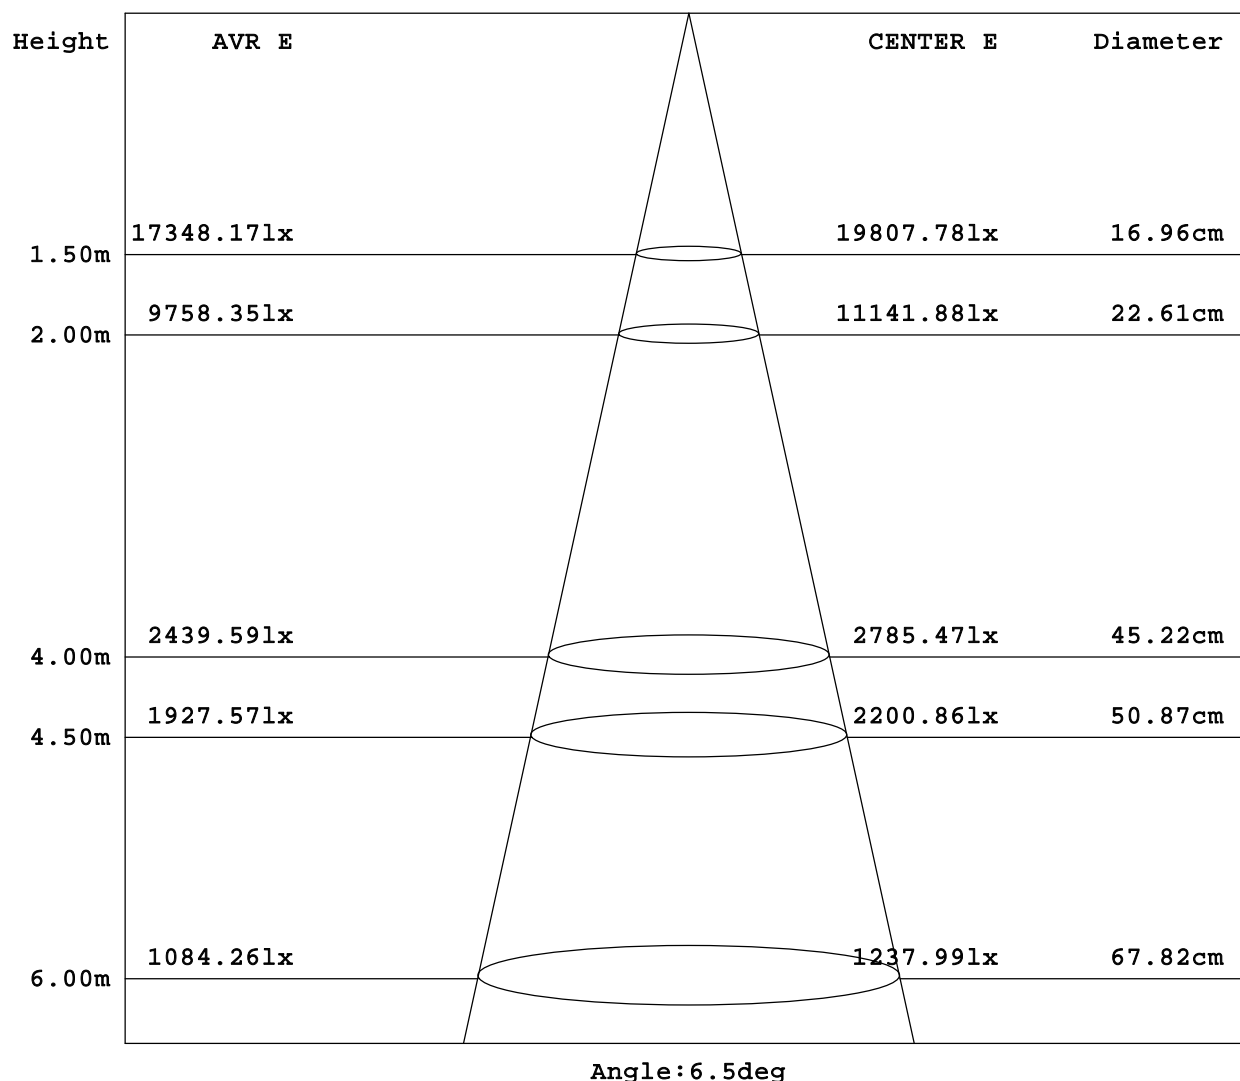 Height AVR E CENTER E Diameter
17348.17lx 19807.78lx 16.96cm
1.50m
9758.35lx 11141.88lx 22.61cm
2.00m
2439.59lx 2785.47lx 45.22cm
4.00m
1927.57lx 2200.86lx 50.87cm
4.50m
1084.26lx 1237.99lx 67.82cm
6.00m
Angle:6.5deg